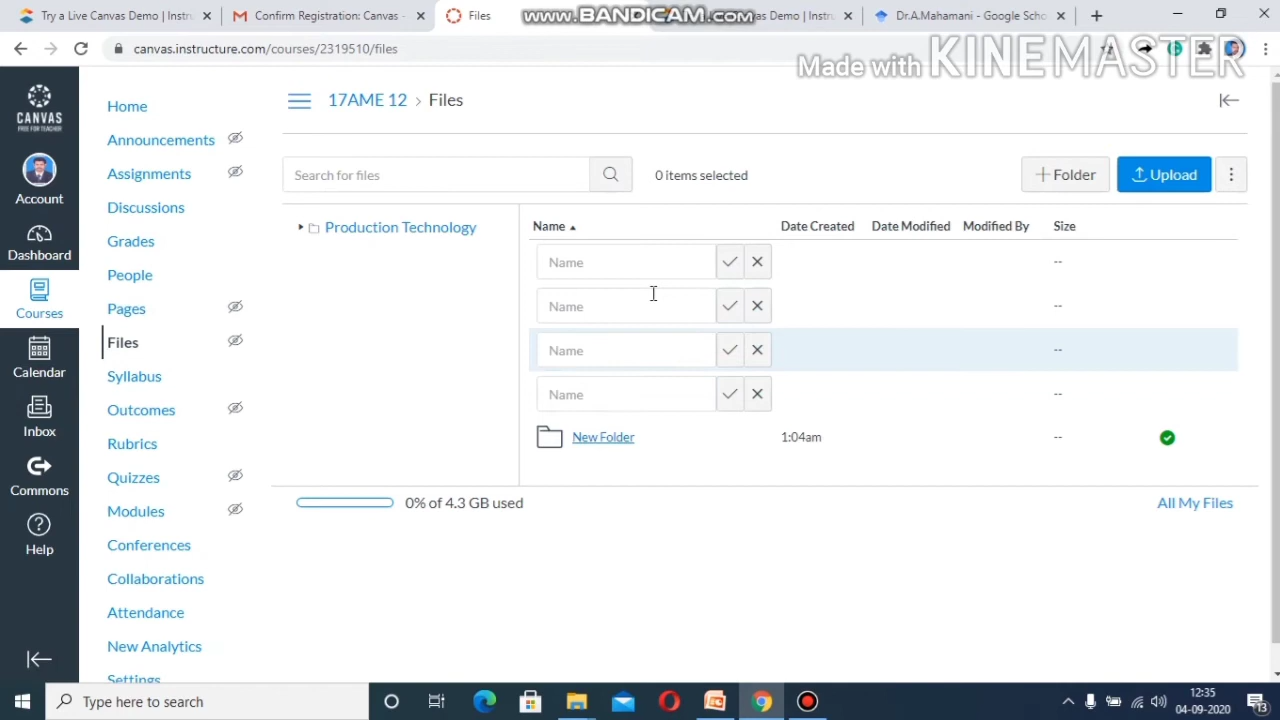 Try a Live Canvas Demo | Instru
Confirm Registration: Canvas -
Files
www.BANDICAM.com
as Demo | Instru
Dr.A.Mahamani - Google Scho
canvas.instructure.com/courses/2319510/files
Made with KINEMASTER
CANVAS
FREE FOR TEACHER
Account
Dashboard
Courses
Calendar
Inbox
Commons
Help
Home
Announcements
Assignments
Discussions
Grades
People
Pages
Files
Syllabus
Outcomes
Rubrics
Quizzes
Modules
Conferences
Collaborations
Attendance
New Analytics
Settings
17AME 12 > Files
Search for files
0 items selected
+ Folder
Upload
Production Technology
Name Date Created Date Modified Modified By Size
Name --
Name --
Name --
Name --
New Folder 1:04am --
0% of 4.3 GB used
All My Files
Type here to search
12:35
04-09-2020
13